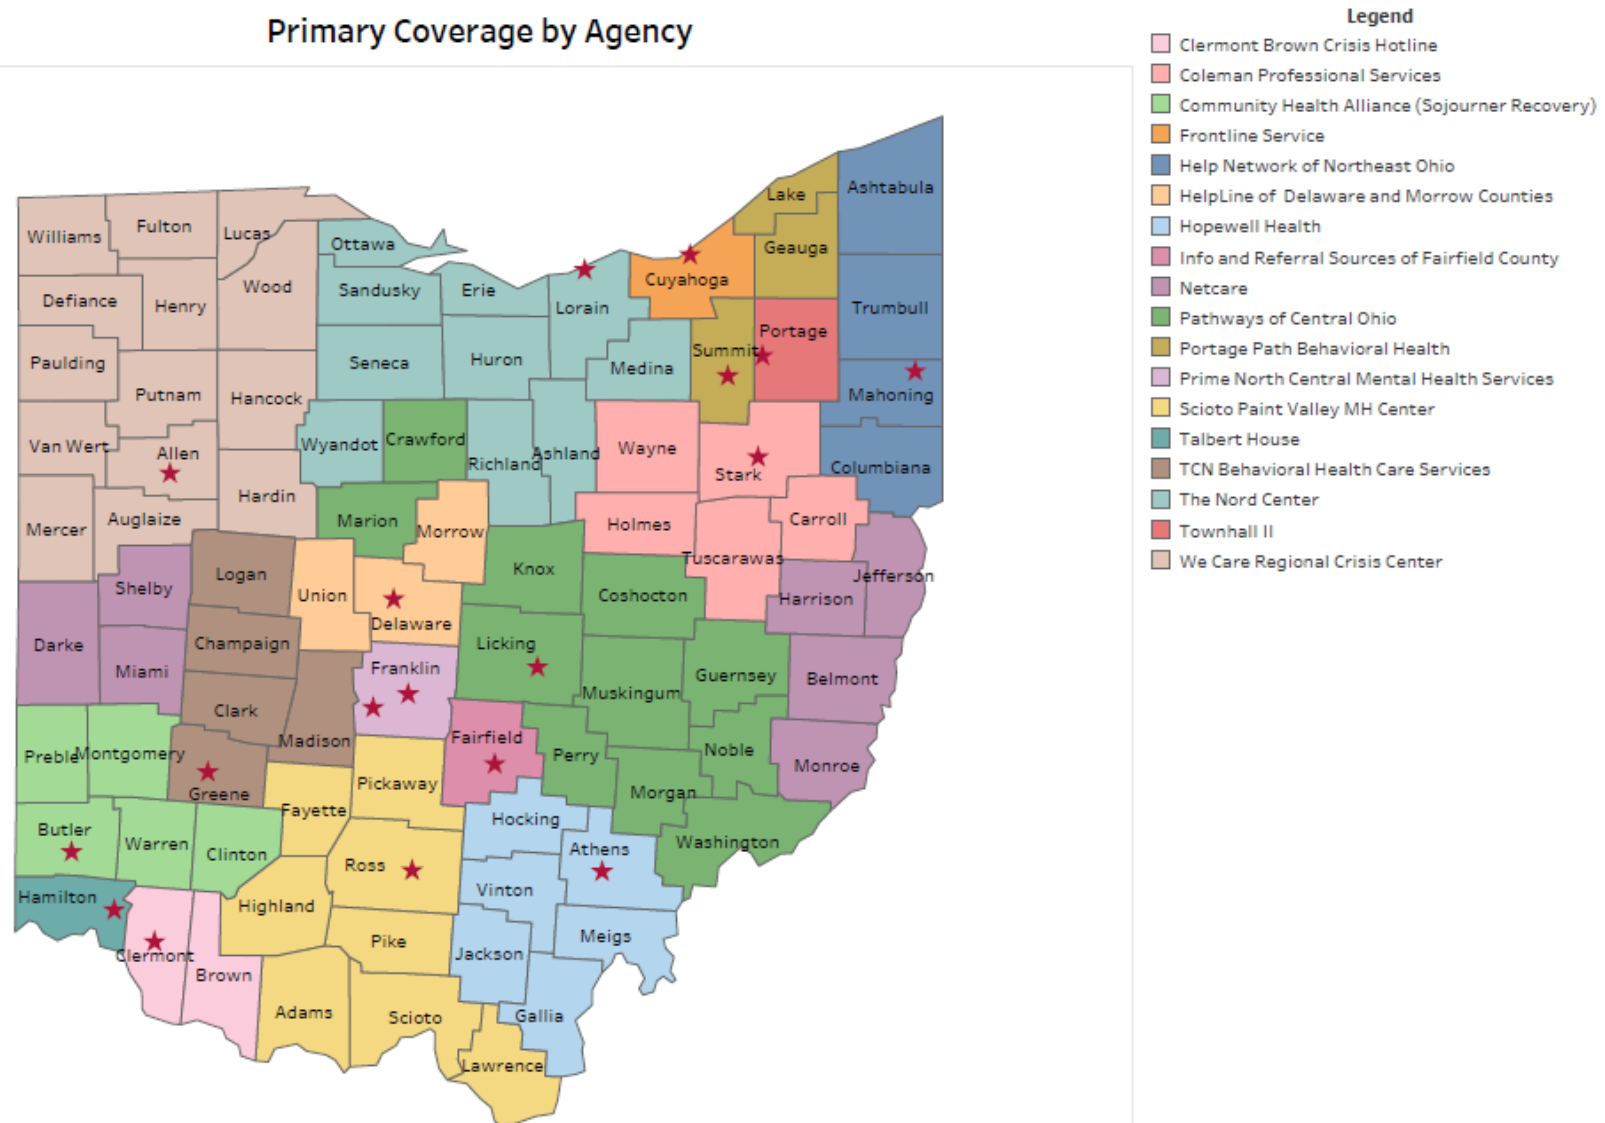 Primary Coverage by Agency
Legend
Clermont Brown Crisis Hotline
Coleman Professional Services
Community Health Alliance (Sojourner Recovery)
Frontline Service
Help Network of Northeast Ohio
HelpLine of Delaware and Morrow Counties
Hopewell Health
Info and Referral Sources of Fairfield County
Netcare
Pathways of Central Ohio
Portage Path Behavioral Health
Prime North Central Mental Health Services
Scioto Paint Valley MH Center
Talbert House
TCN Behavioral Health Care Services
The Nord Center
Townhall II
We Care Regional Crisis Center
Ashtabula
Lake
Williams
Fulton
Lucas
Ottawa
Geauga
Cuyahoga
Wood
Sandusky
Erie
Defiance
Henry
Lorain
Trumbull
Portage
Summit
Paulding
Seneca
Huron
Medina
Putnam
Hancock
Mahoning
Van Wert
Allen
Wyandot
Crawford
Richland
Ashland
Wayne
Stark
Columbiana
Hardin
Mercer
Auglaize
Marion
Morrow
Holmes
Carroll
Tuscarawas
Jefferson
Logan
Knox
Shelby
Union
Coshocton
Harrison
Delaware
Darke
Champaign
Licking
Miami
Franklin
Guernsey
Belmont
Muskingum
Clark
Madison
Fairfield
Preble
Montgomery
Perry
Noble
Monroe
Greene
Pickaway
Morgan
Fayette
Hocking
Butler
Warren
Clinton
Ross
Athens
Washington
Hamilton
Vinton
Highland
Pike
Meigs
Clermont
Jackson
Brown
Adams
Scioto
Gallia
Lawrence